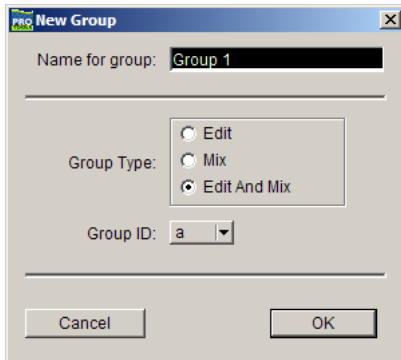 PRO TOOLS New Group
Name for group: Group 1
Edit
Mix
Group Type:
Edit And Mix
Group ID: a
Cancel OK